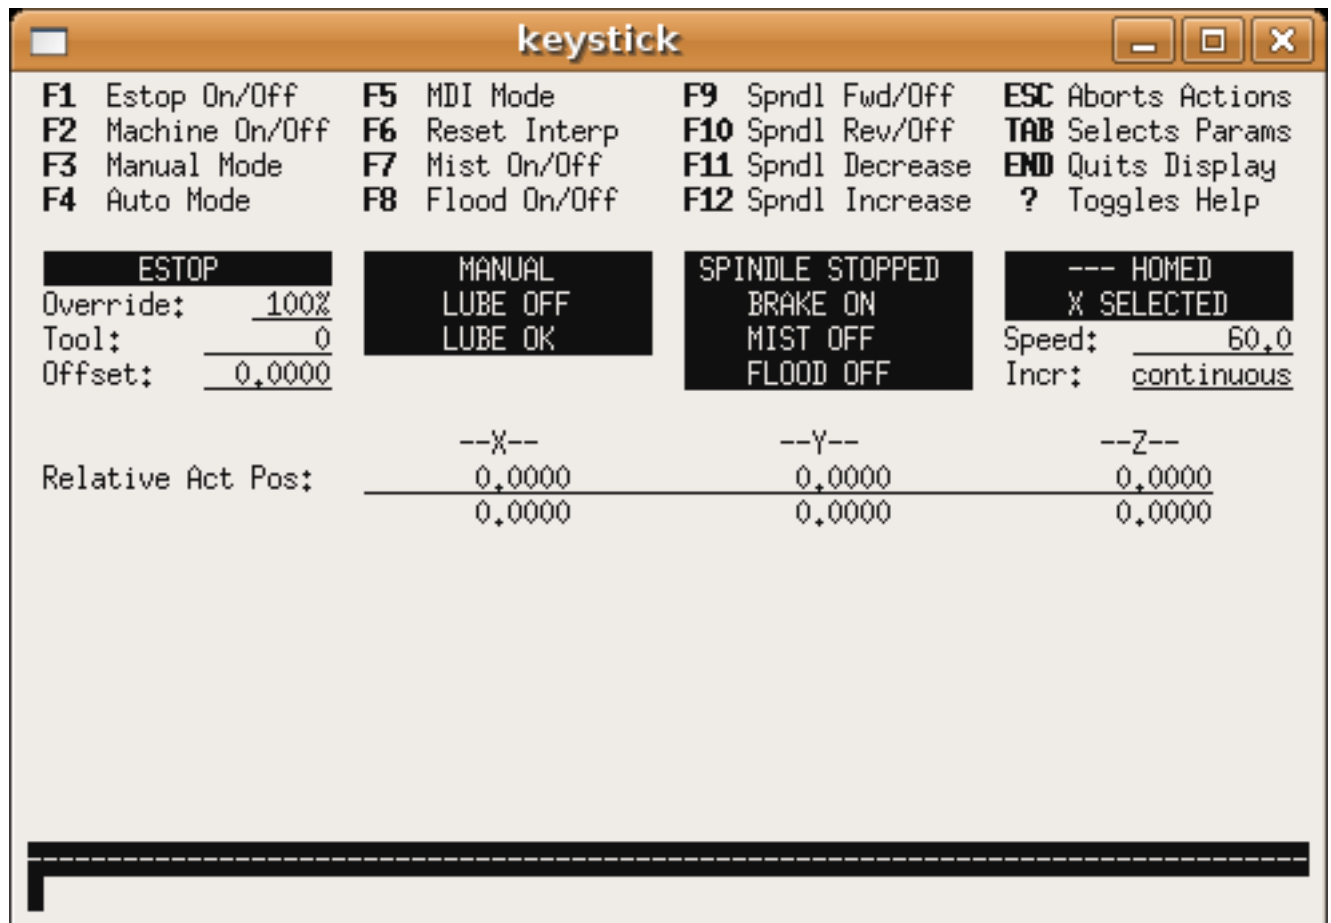 keystick
F1 Estop On/Off F5 MDI Mode F9 Spndl Fwd/Off ESC Aborts Actions
F2 Machine On/Off F6 Reset Interp F10 Spndl Rev/Off TAB Selects Params
F3 Manual Mode F7 Mist On/Off F11 Spndl Decrease END Quits Display
F4 Auto Mode F8 Flood On/Off F12 Spndl Increase ? Toggles Help
ESTOP MANUAL SPINDLE STOPPED --- HOMED
Override: 100% LUBE OFF BRAKE ON X SELECTED
Tool: 0 LUBE OK MIST OFF Speed: 60.0
Offset: 0.0000 FLOOD OFF Incr: continuous
--X-- --Y-- --Z--
Relative Act Pos: 0.0000 0.0000 0.0000
0.0000 0.0000 0.0000